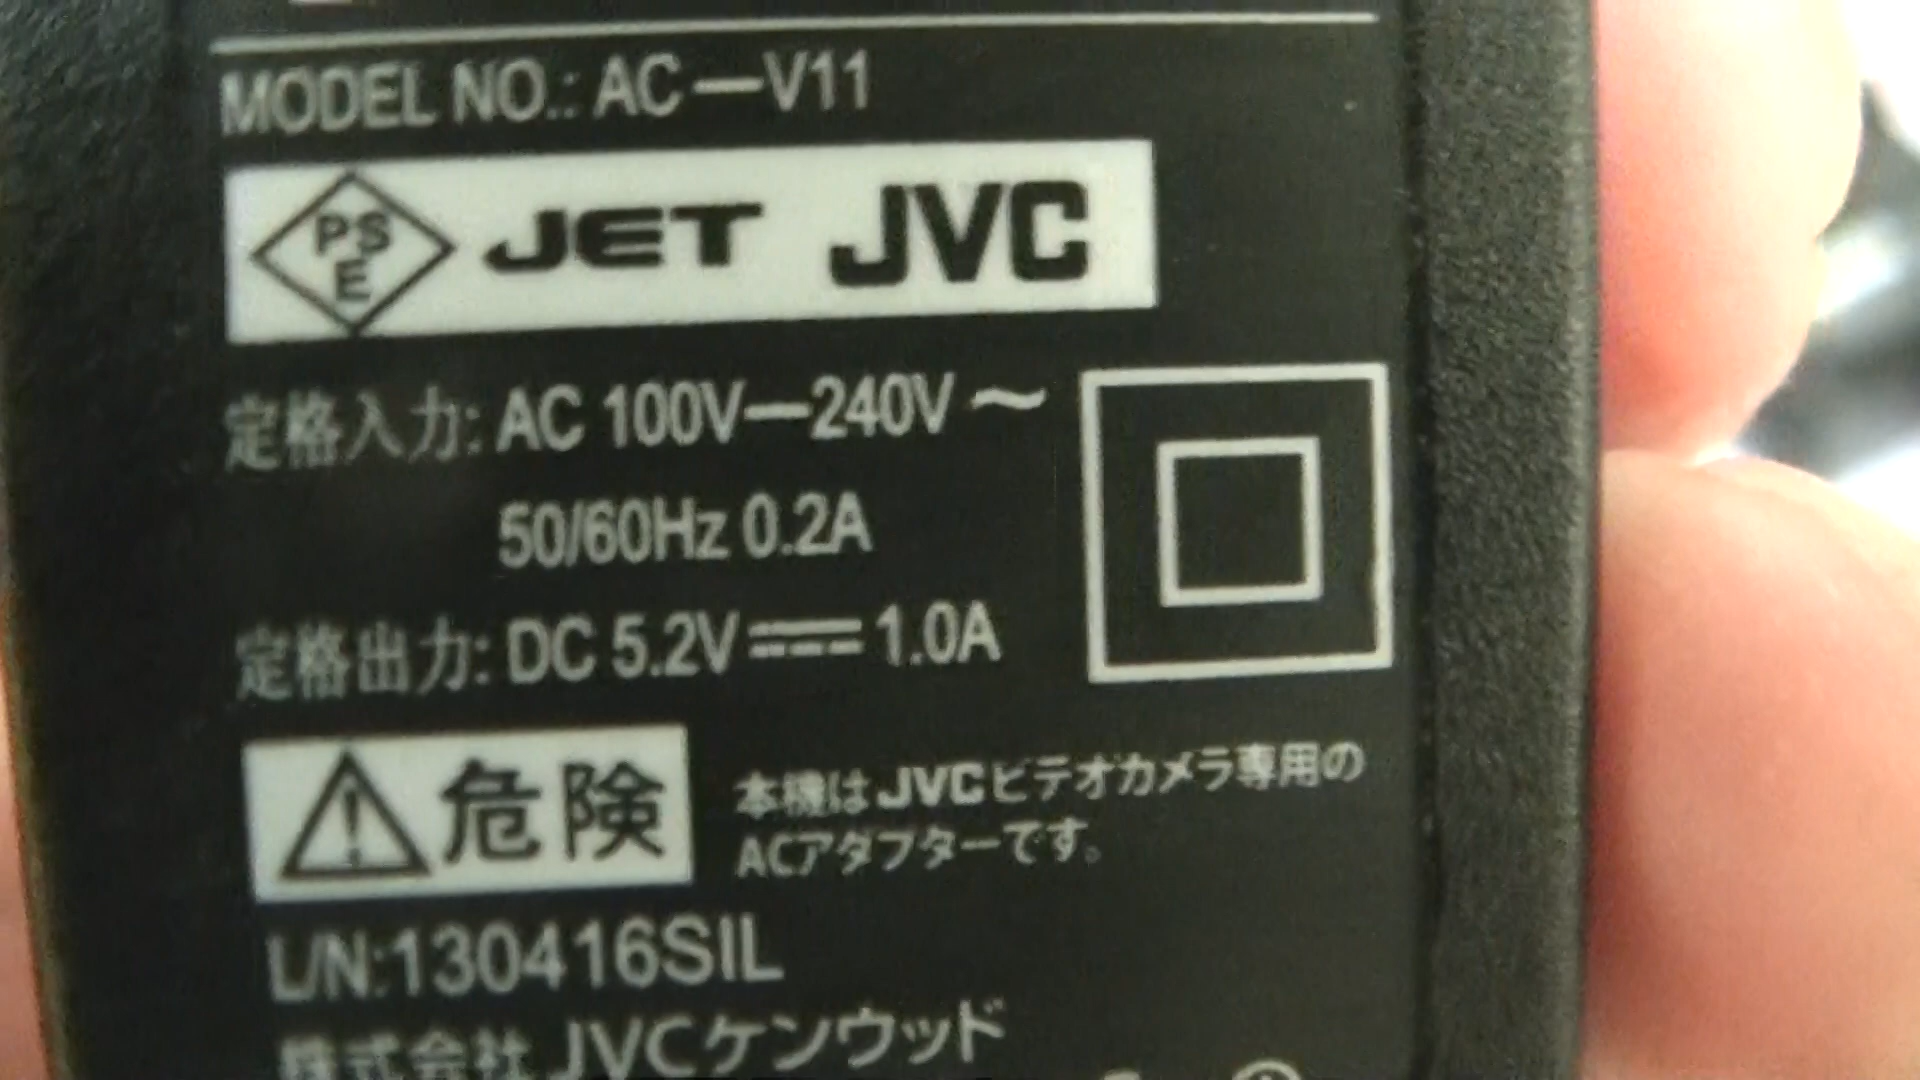 MODEL NO.: AC—V11
PSE JET JVC
定格入力: AC 100V—240V ～
50/60Hz 0.2A
定格出力: DC 5.2V⎓1.0A
危険
本機はJVCビデオカメラ専用の
ACアダプターです。
L/N:130416SIL
株式会社 JVCケンウッド